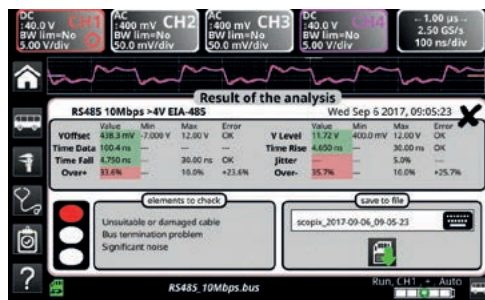 DC CH1 AC CH2 AC CH3 DC CH4 1.00 µs
:40.0 V :400 mV :400 mV :40.0 V 2.50 GS/s
BW lim=No BW lim=No BW lim=No BW lim=No 100 ns/div
5.00 V/div 50.0 mV/div 50.0 mV/div 5.00 V/div
Result of the analysis
RS485 10Mbps >4V EIA-485 Wed Sep 6 2017, 09:05:23
Value Min Max Error Value Min Max Error
VOffset 438.3 mV -7.000 V 12.00 V OK V Level 11.72 V 400.0 mV 12.00 V OK
Time Data 100.4 ns --- --- --- Time Rise 4.650 ns --- 30.00 ns OK
Time Fall 4.750 ns --- 30.00 ns OK Jitter --- --- 5.0% ---
Over+ 33.6% --- 10.0% +23.6% Over- 35.7% --- 10.0% +25.7%
elements to check save to file
Unsuitable or damaged cable
Bus termination problem
Significant noise
scopix_2017-09-06_09-05-23
?
RS485_10Mbps.bus Run, CH1, +, Auto